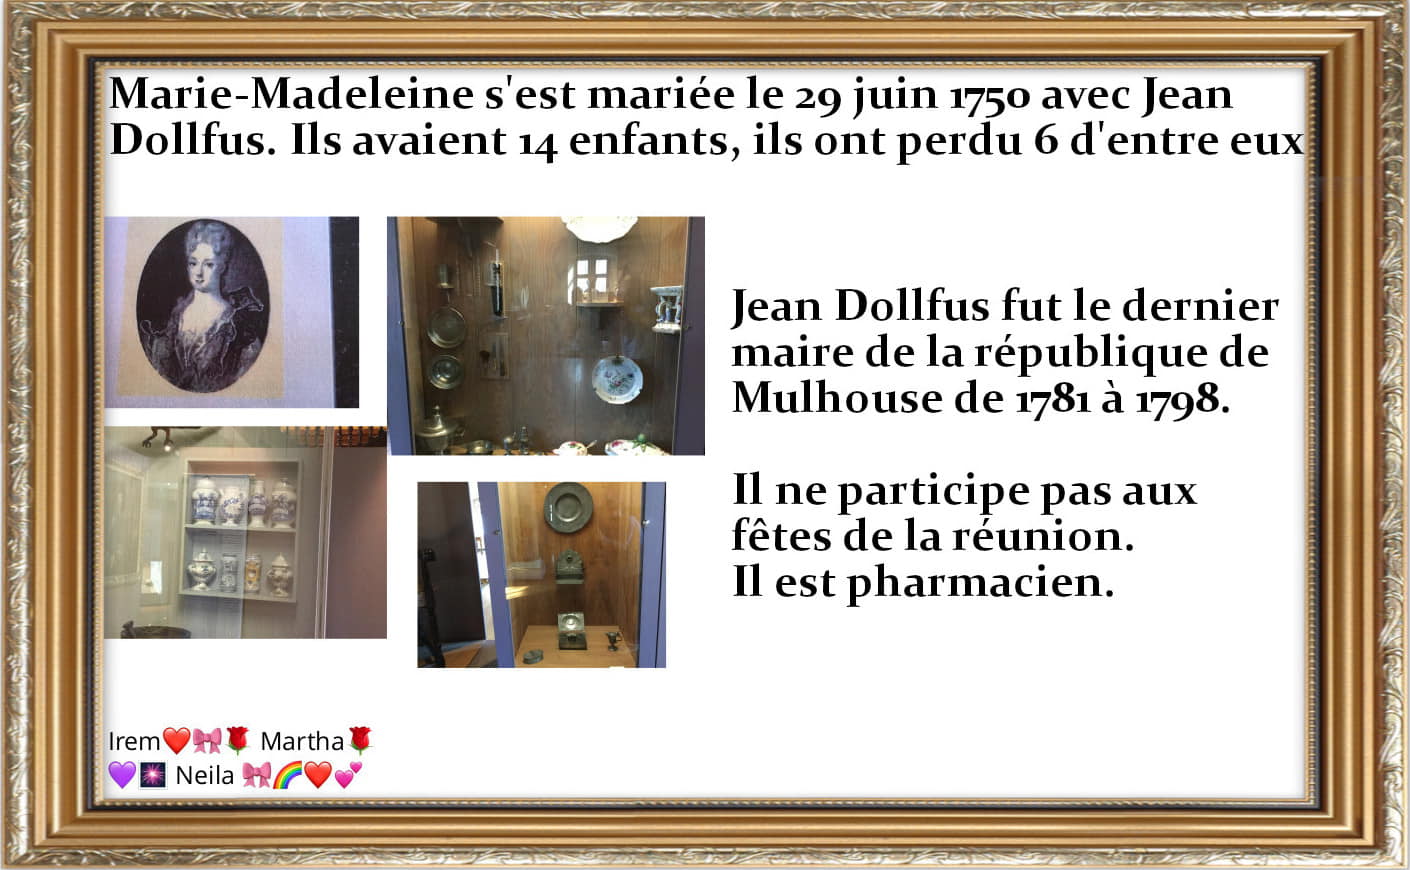 Marie-Madeleine s'est mariée le 29 juin 1750 avec Jean
Dollfus. Ils avaient 14 enfants, ils ont perdu 6 d'entre eux
Jean Dollfus fut le dernier
maire de la république de
Mulhouse de 1781 à 1798.
Il ne participe pas aux
fêtes de la réunion.
Il est pharmacien.
Irem❤️🎀🌹 Martha🌹
💜🎆 Neila 🎀🌈❤️💕